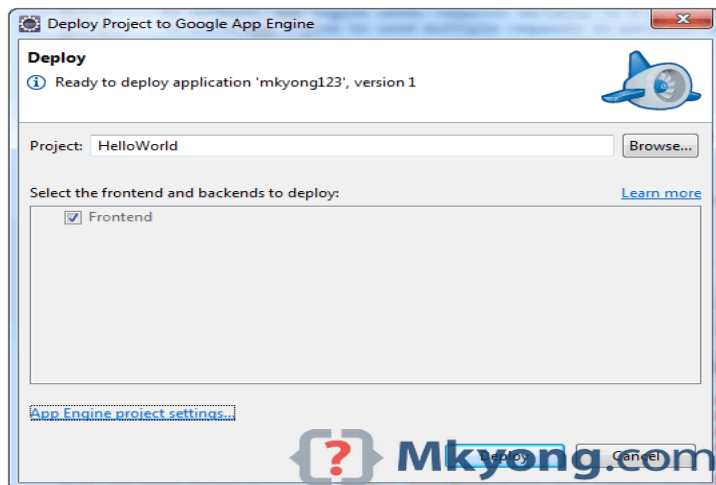 Deploy Project to Google App Engine
Deploy
Ready to deploy application 'mkyong123', version 1
Project: HelloWorld Browse...
Select the frontend and backends to deploy: Learn more
Frontend
App Engine project settings...
Deploy Cancel
Mkyong.com